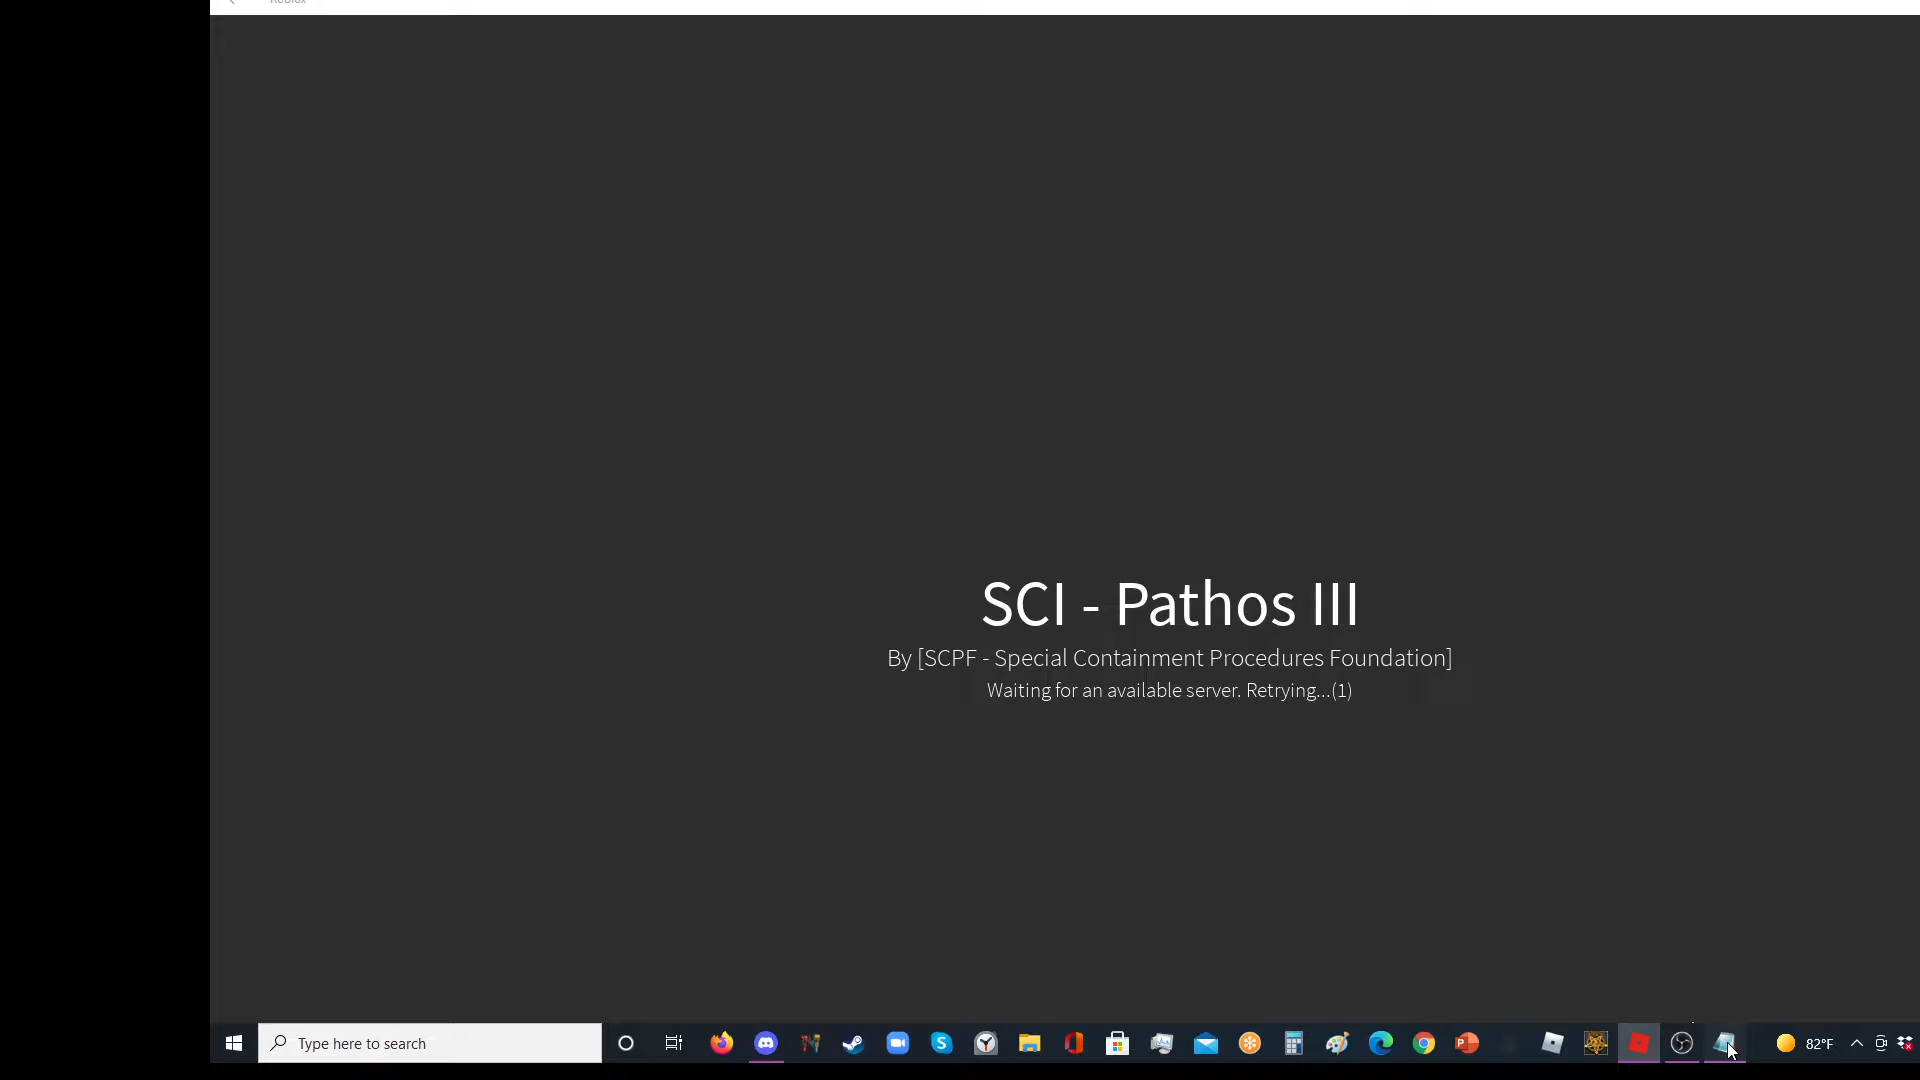 Roblox
SCI - Pathos III
By [SCPF - Special Containment Procedures Foundation]
Waiting for an available server. Retrying...(1)
Type here to search
82°F